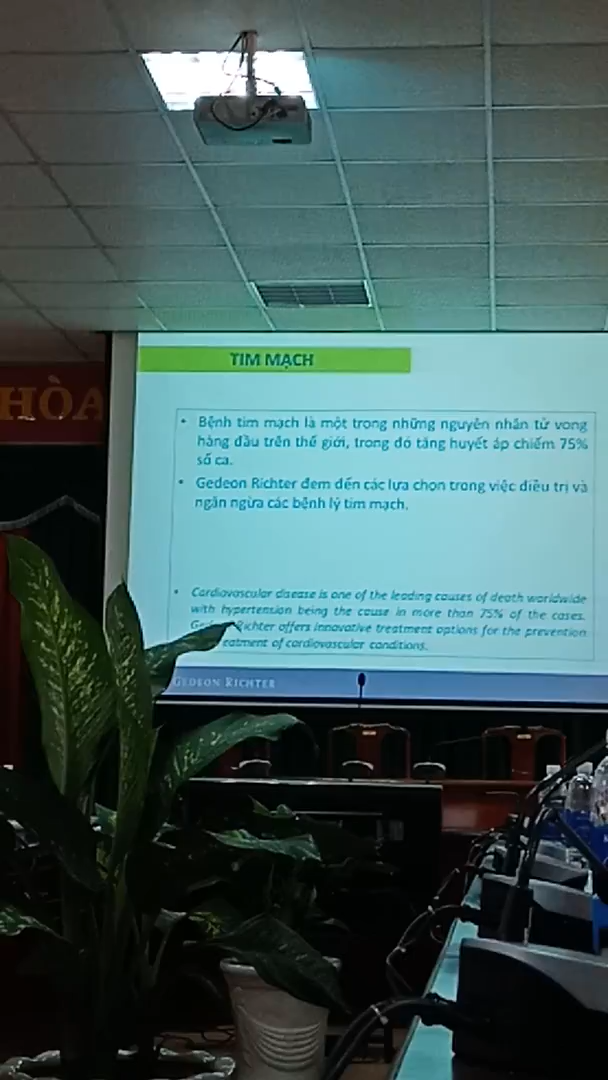 TIM MẠCH
HÒA
• Bệnh tim mạch là một trong những nguyên nhân tử vong
hàng đầu trên thế giới, trong đó tăng huyết áp chiếm 75%
số ca.
• Gedeon Richter đem đến các lựa chọn trong việc điều trị và
ngăn ngừa các bệnh lý tim mạch.
• Cardiovascular disease is one of the leading causes of death worldwide
with hypertension being the cause in more than 75% of the cases.
Richter offers innovative treatment options for the prevention
of cardiovascular conditions.
GEDEON RICHTER